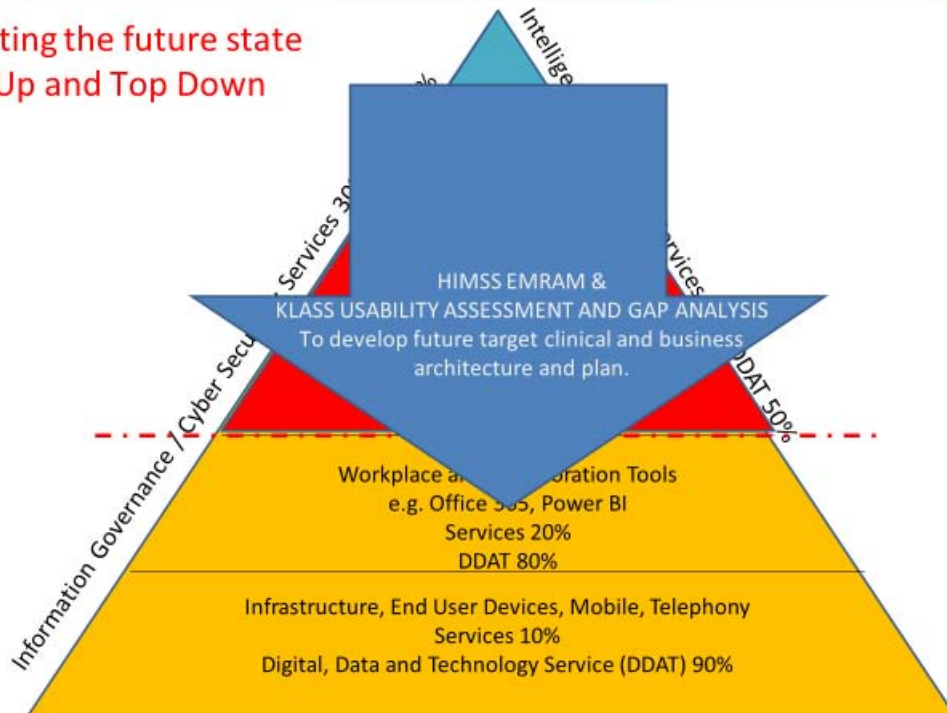 ting the future state
Up and Top Down
Intellige
%
Information Governance / Cyber Secu Services 30
ervices
DDAT 50%
HIMSS EMRAM &
KLASS USABILITY ASSESSMENT AND GAP ANALYSIS
To develop future target clinical and business
architecture and plan.
Workplace a oration Tools
e.g. Office 365, Power BI
Services 20%
DDAT 80%
Infrastructure, End User Devices, Mobile, Telephony
Services 10%
Digital, Data and Technology Service (DDAT) 90%